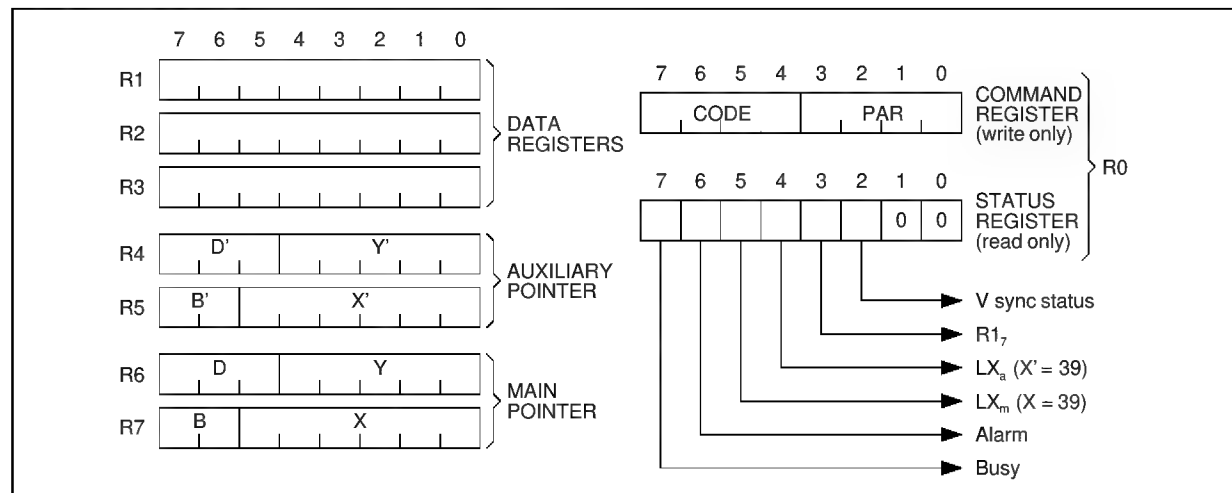 7 6 5 4 3 2 1 0
R1
R2
R3
DATA
REGISTERS
R4 D' Y'
R5 B' X'
AUXILIARY
POINTER
R6 D Y
R7 B X
MAIN
POINTER
7 6 5 4 3 2 1 0
CODE PAR
COMMAND
REGISTER
(write only)
R0
7 6 5 4 3 2 1 0
0 0
STATUS
REGISTER
(read only)
V sync status
R1₇
LXₐ (X' = 39)
LXₘ (X = 39)
Alarm
Busy